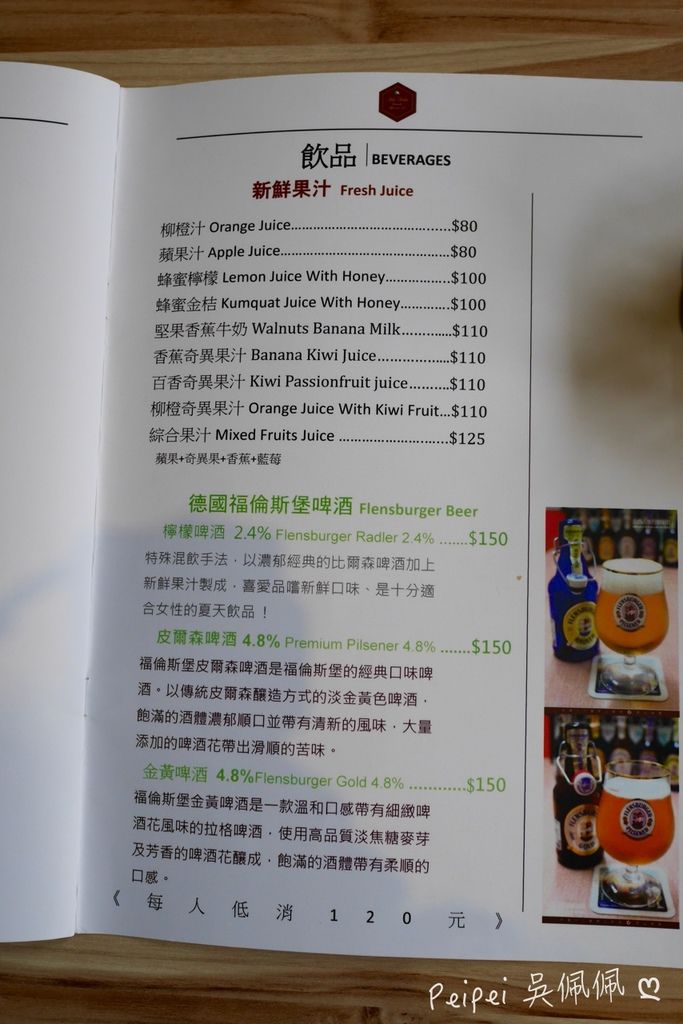 飲品 BEVERAGES
新鮮果汁 Fresh Juice
柳橙汁 Orange Juice...............................$80
蘋果汁 Apple Juice...............................$80
蜂蜜檸檬 Lemon Juice With Honey...............$100
蜂蜜金桔 Kumquat Juice With Honey............$100
堅果香蕉牛奶 Walnuts Banana Milk............$110
香蕉奇異果汁 Banana Kiwi Juice................$110
百香奇異果汁 Kiwi Passionfruit juice..........$110
柳橙奇異果汁 Orange Juice With Kiwi Fruit...$110
綜合果汁 Mixed Fruits Juice ......................$125
蘋果+奇異果+香蕉+藍莓
德國福倫斯堡啤酒 Flensburger Beer
檸檬啤酒 2.4% Flensburger Radler 2.4% .......$150
特殊混飲手法，以濃郁經典的比爾森啤酒加上
新鮮果汁製成，喜愛品嚐新鮮口味、是十分適
合女性的夏天飲品！
皮爾森啤酒 4.8% Premium Pilsener 4.8% .......$150
福倫斯堡皮爾森啤酒是福倫斯堡的經典口味啤
酒。以傳統皮爾森釀造方式的淡金黃色啤酒，
飽滿的酒體濃郁順口並帶有清新的風味，大量
添加的啤酒花帶出滑順的苦味。
金黃啤酒 4.8%Flensburger Gold 4.8% ............$150
福倫斯堡金黃啤酒是一款溫和口感帶有細緻啤
酒花風味的拉格啤酒，使用高品質淡焦糖麥芽
及芳香的啤酒花釀成，飽滿的酒體帶有柔順的
口感。
《 每 人 低 消 1 2 0 元 》
FLENSBURGER
PILSENER
FLENSBURGER
GOLD
FLENSBURGER
PILSENER
Peipei 吳佩佩